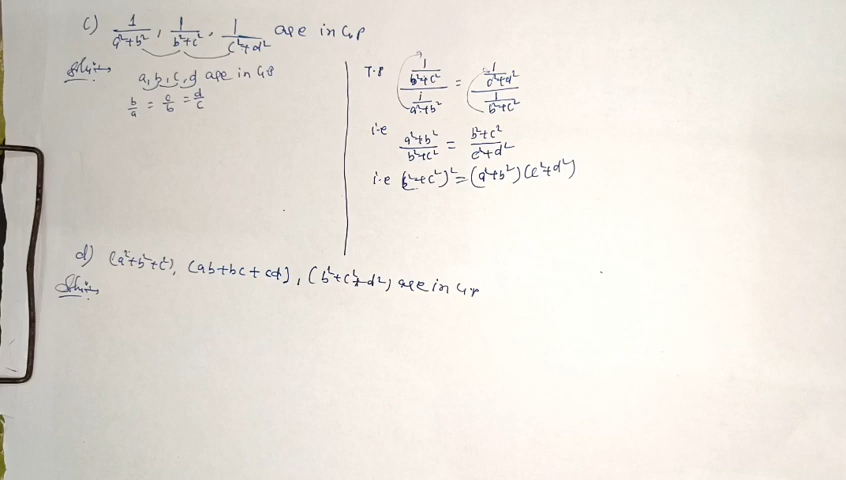 c) 1/(a²+b²), 1/(b²+c²), 1/(c²+d²) are in G.P
Soln:
a, b, c, d are in G.P
b/a = c/b = d/c
T.S (1/(b²+c²))/(1/(a²+b²)) = (1/(c²+d²))/(1/(b²+c²))
i.e (a²+b²)/(b²+c²) = (b²+c²)/(c²+d²)
i.e (b²+c²)² = (a²+b²)(c²+d²)
d) (a²+b²+c²), (ab+bc+cd), (b²+c²+d²) are in G.P
Soln: